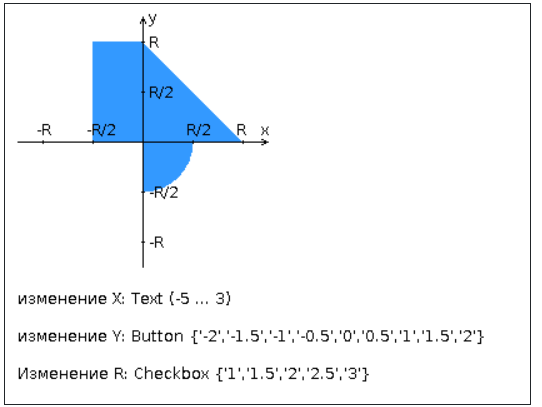 y
R
R/2
-R
-R/2
R/2
R
x
-R/2
-R
изменение X: Text (-5 ... 3)
изменение Y: Button {'-2','-1.5','-1','-0.5','0','0.5','1','1.5','2'}
Изменение R: Checkbox {'1','1.5','2','2.5','3'}